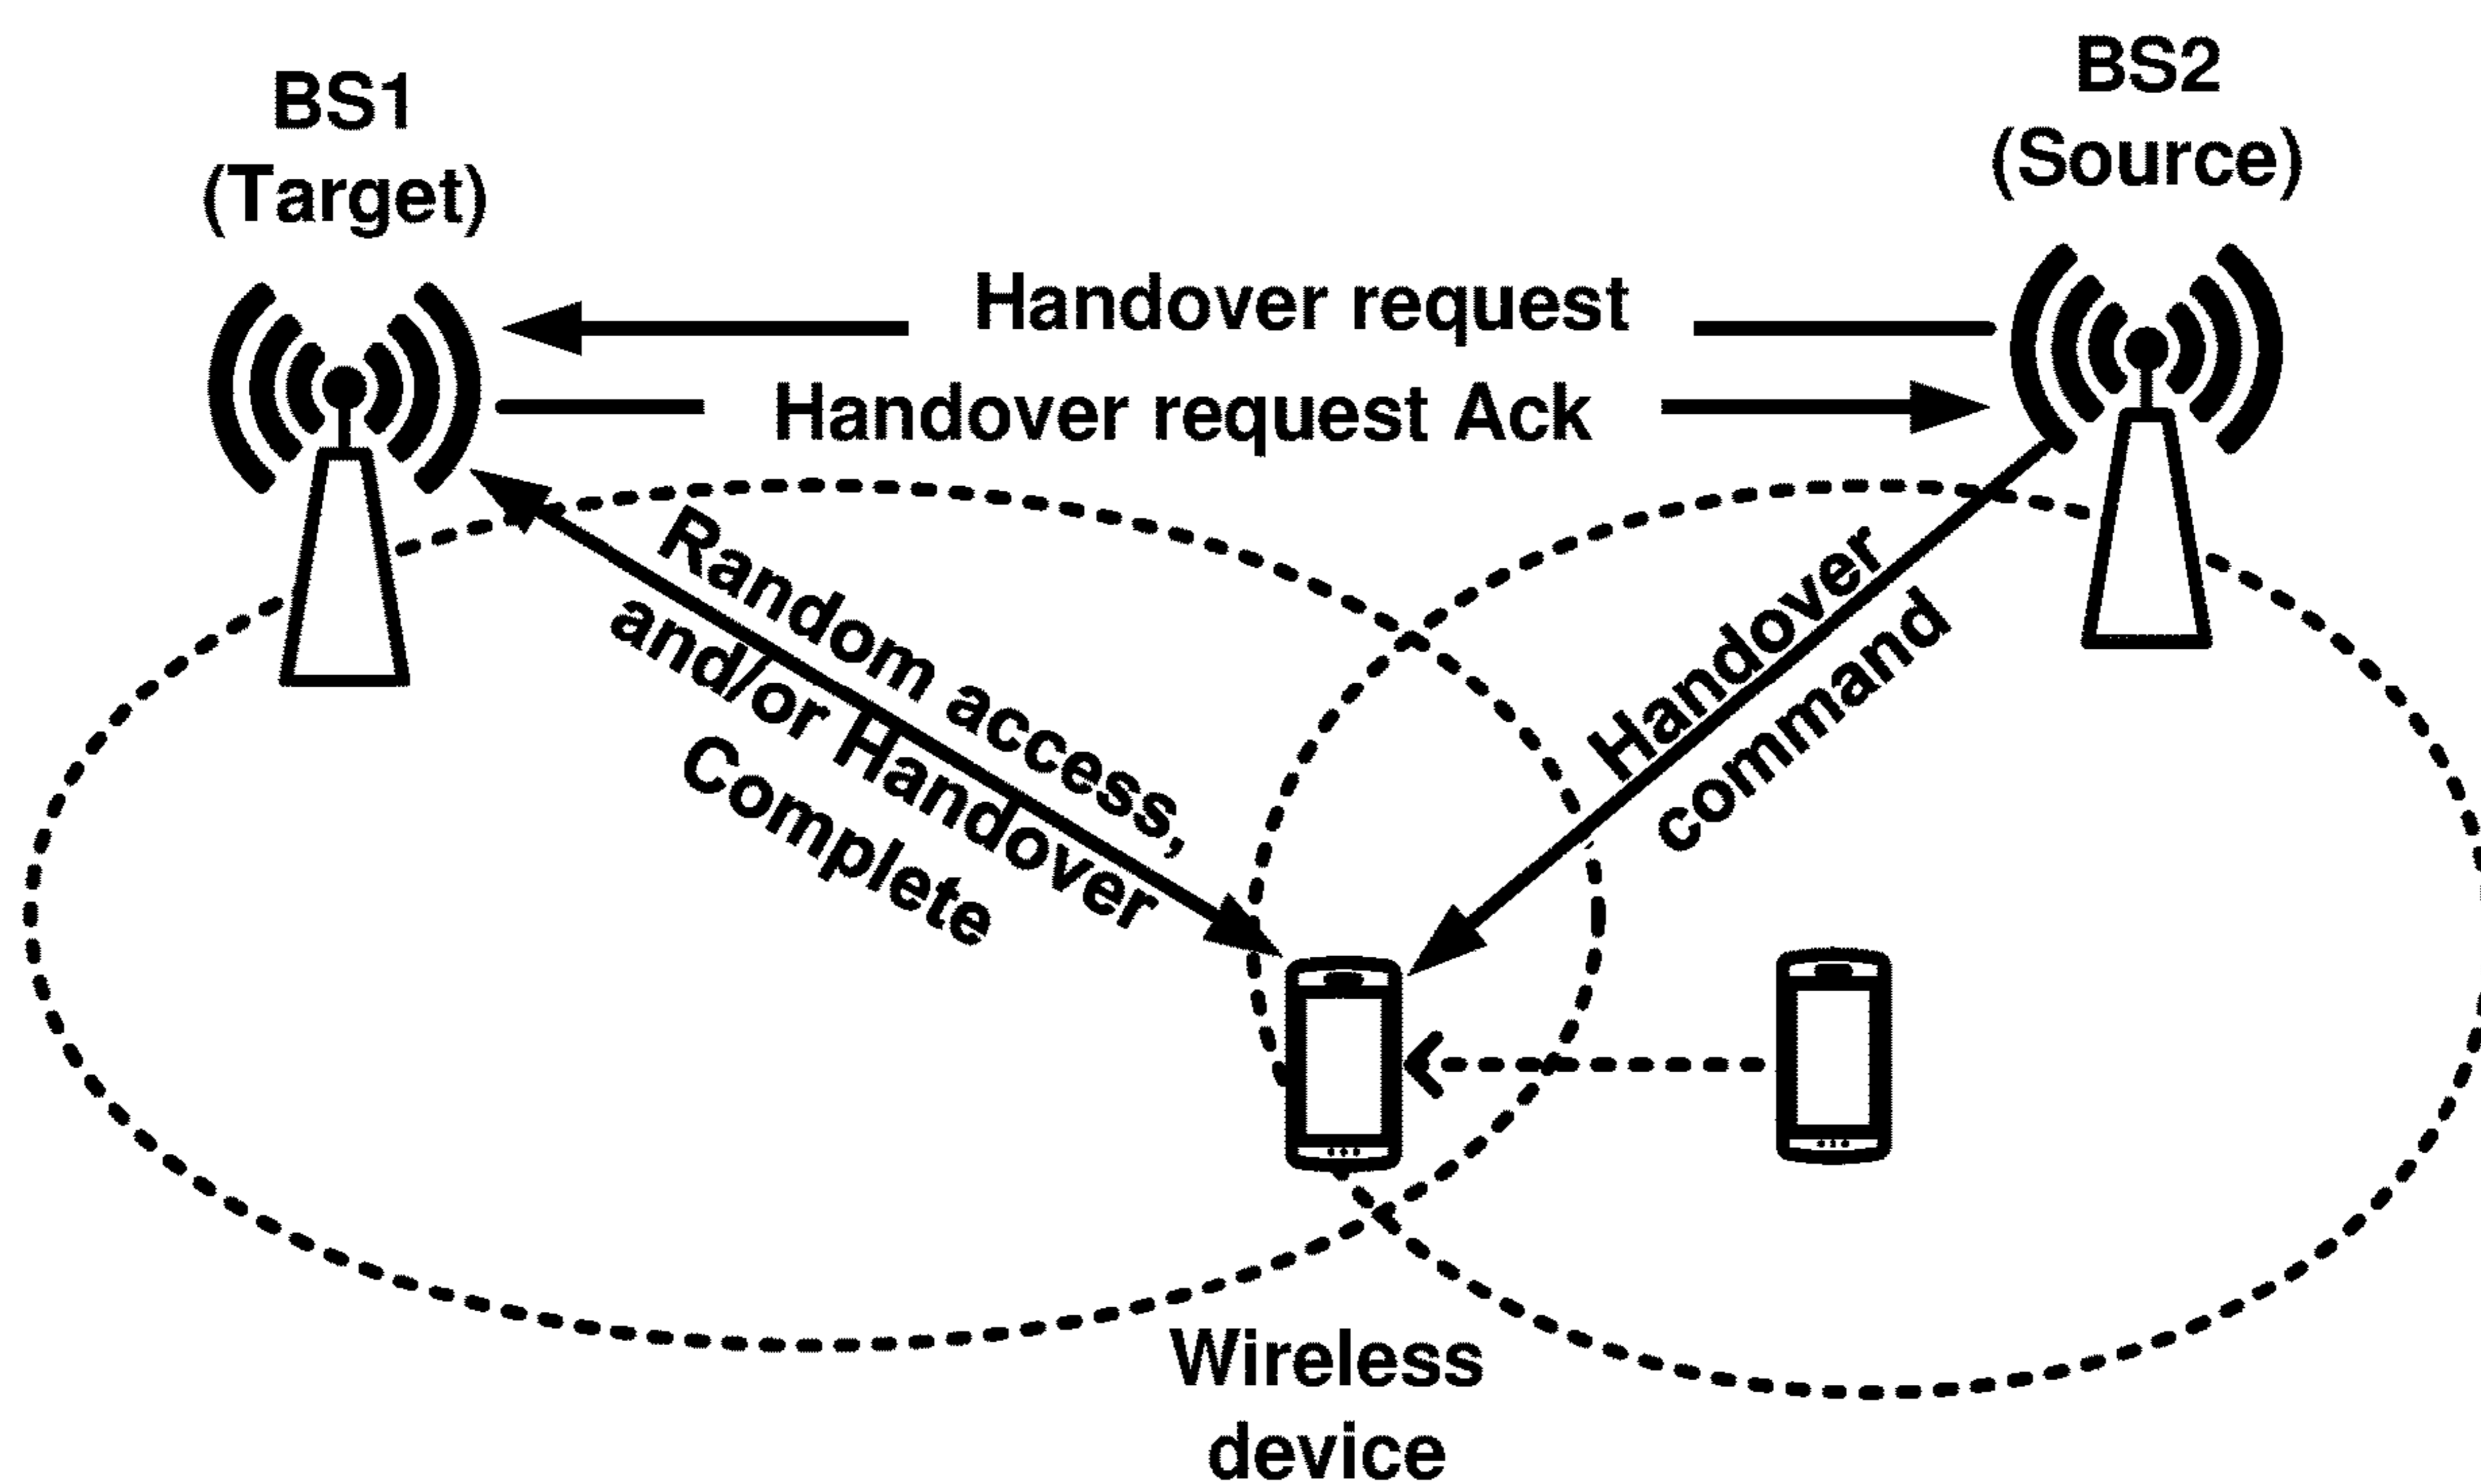 BS1
(Target)
BS2
(Source)
Handover request
Handover request Ack
Random access,
and/or Handover
Complete
Handover
command
Wireless
device